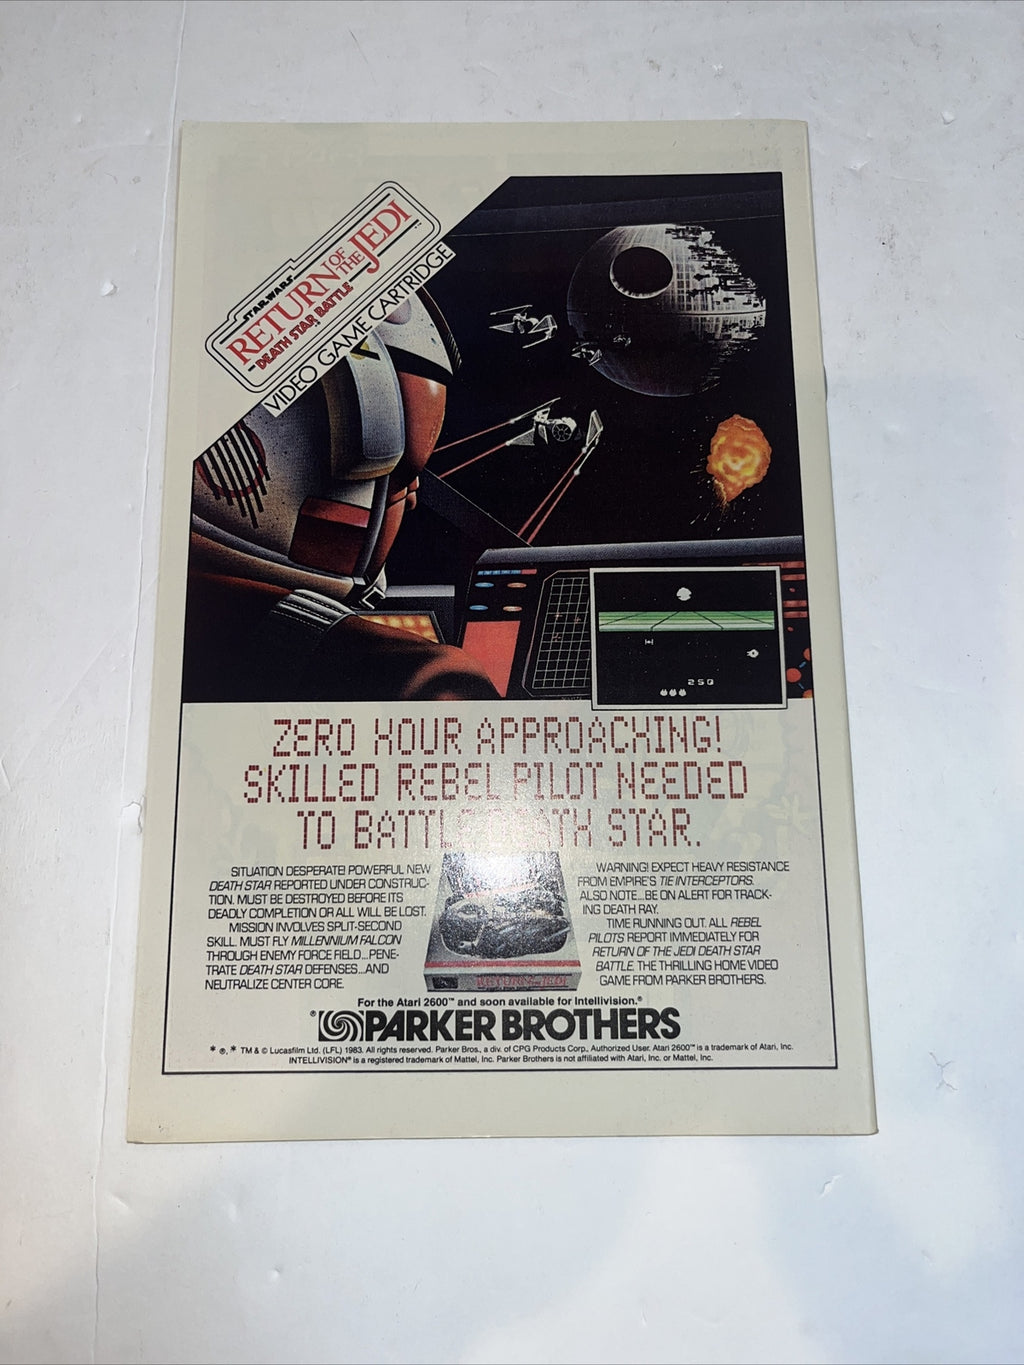 STAR WARS
RETURN OF THE JEDI
DEATH STAR BATTLE
VIDEO GAME CARTRIDGE
250
ZERO HOUR APPROACHING!
SKILLED REBEL PILOT NEEDED
TO BATTLE DEATH STAR.
SITUATION DESPERATE! POWERFUL NEW
DEATH STAR REPORTED UNDER CONSTRUC-
TION. MUST BE DESTROYED BEFORE ITS
DEADLY COMPLETION OR ALL WILL BE LOST.
MISSION INVOLVES SPLIT-SECOND
SKILL. MUST FLY MILLENNIUM FALCON
THROUGH ENEMY FORCE FIELD...PENE-
TRATE DEATH STAR DEFENSES...AND
NEUTRALIZE CENTER CORE.
WARNING! EXPECT HEAVY RESISTANCE
FROM EMPIRE'S TIE INTERCEPTORS.
ALSO NOTE...BE ON ALERT FOR TRACK-
ING DEATH RAY.
TIME RUNNING OUT. ALL REBEL
PILOTS REPORT IMMEDIATELY FOR
RETURN OF THE JEDI DEATH STAR
BATTLE. THE THRILLING HOME VIDEO
GAME FROM PARKER BROTHERS.
RETURN OF THE JEDI
For the Atari 2600™ and soon available for Intellivision.®
® PARKER BROTHERS
* ®, * TM & © Lucasfilm Ltd. (LFL) 1983. All rights reserved. Parker Bros., a div. of CPG Products Corp., Authorized User. Atari 2600™ is a trademark of Atari, Inc.
INTELLIVISION® is a registered trademark of Mattel, Inc. Parker Brothers is not affiliated with Atari, Inc. or Mattel, Inc.